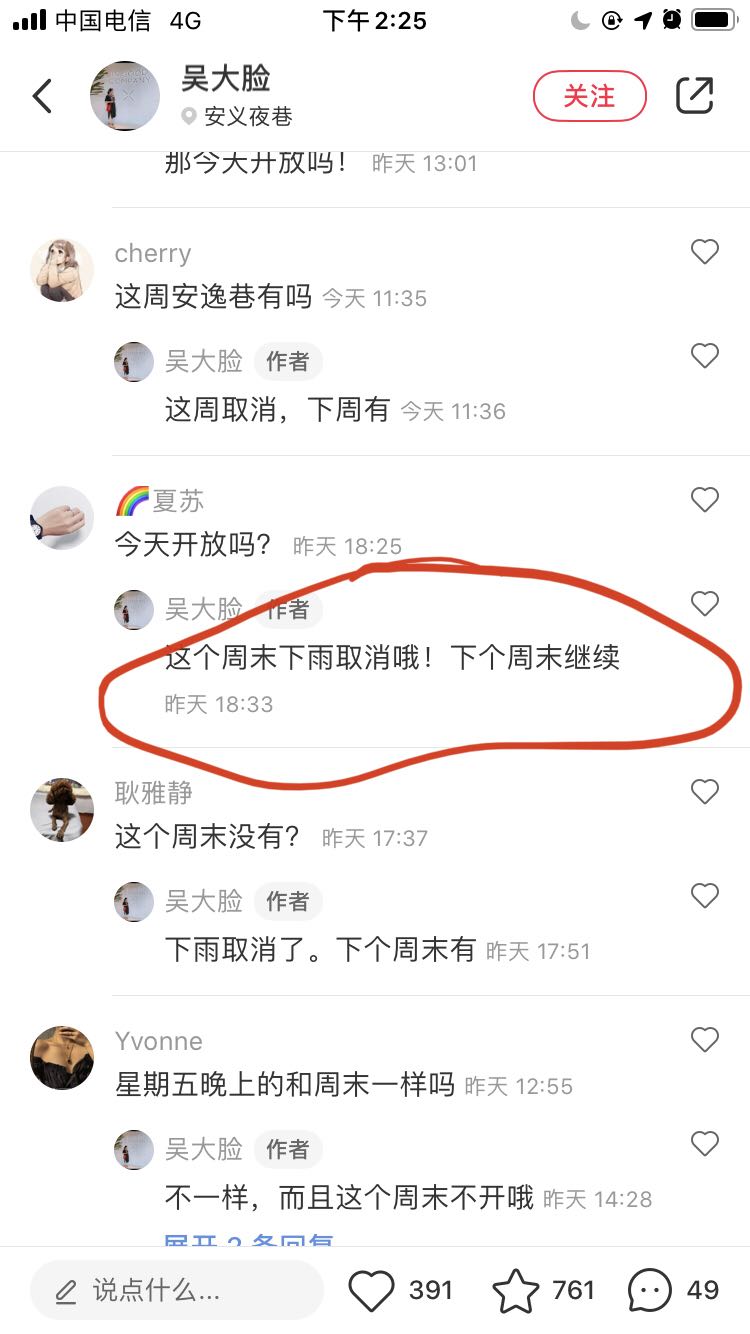 中国电信 4G 下午2:25
吴大脸
安义夜巷
关注
那今天开放吗！ 昨天 13:01
cherry
这周安逸巷有吗 今天 11:35
吴大脸 作者
这周取消，下周有 今天 11:36
🌈夏苏
今天开放吗？ 昨天 18:25
吴大脸 作者
这个周末下雨取消哦！下个周末继续
昨天 18:33
耿雅静
这个周末没有？ 昨天 17:37
吴大脸 作者
下雨取消了。下个周末有 昨天 17:51
Yvonne
星期五晚上的和周末一样吗 昨天 12:55
吴大脸 作者
不一样，而且这个周末不开哦 昨天 14:28
展开 2 条回复
说点什么... 391 761 49